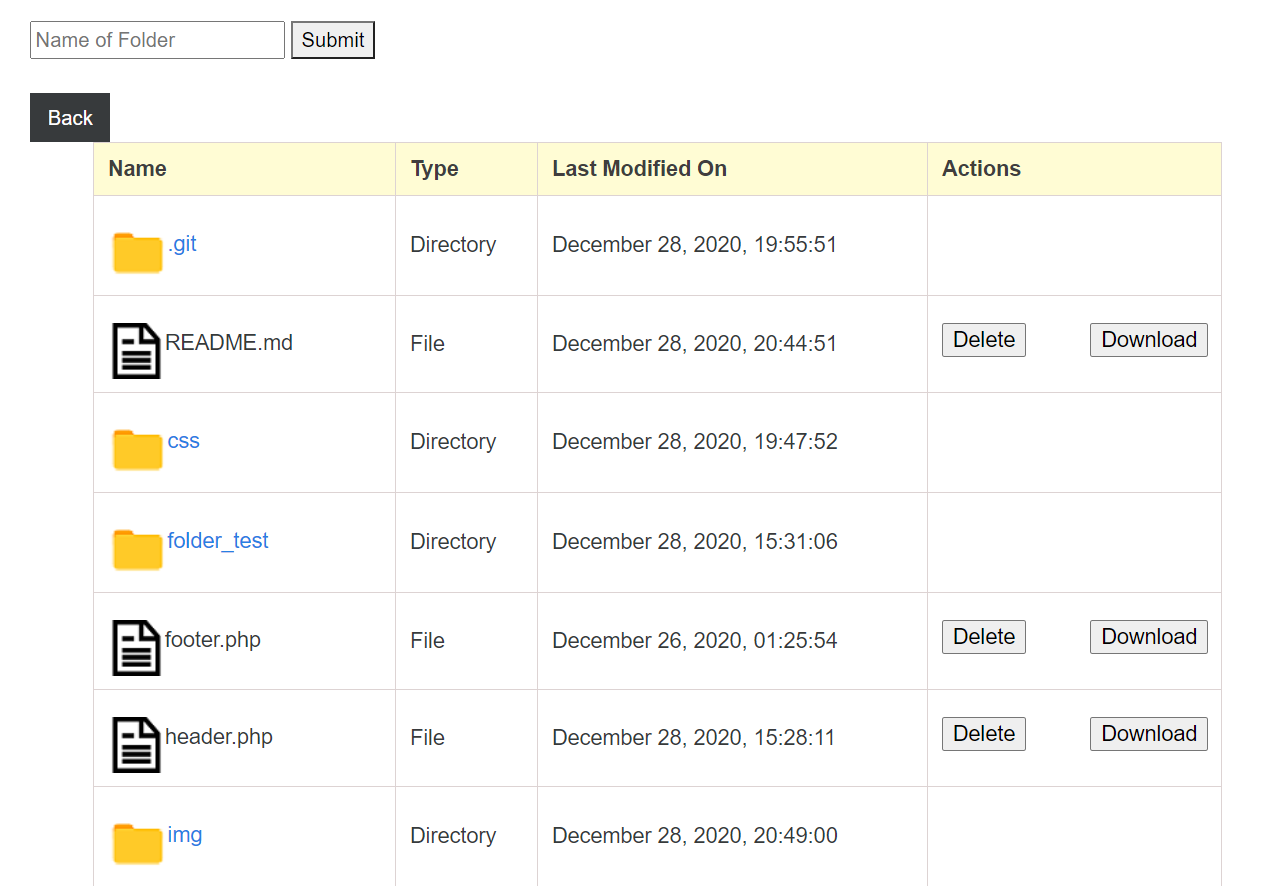 Name of Folder Submit
Back
Name Type Last Modified On Actions
.git Directory December 28, 2020, 19:55:51
README.md File December 28, 2020, 20:44:51 Delete Download
css Directory December 28, 2020, 19:47:52
folder_test Directory December 28, 2020, 15:31:06
footer.php File December 26, 2020, 01:25:54 Delete Download
header.php File December 28, 2020, 15:28:11 Delete Download
img Directory December 28, 2020, 20:49:00